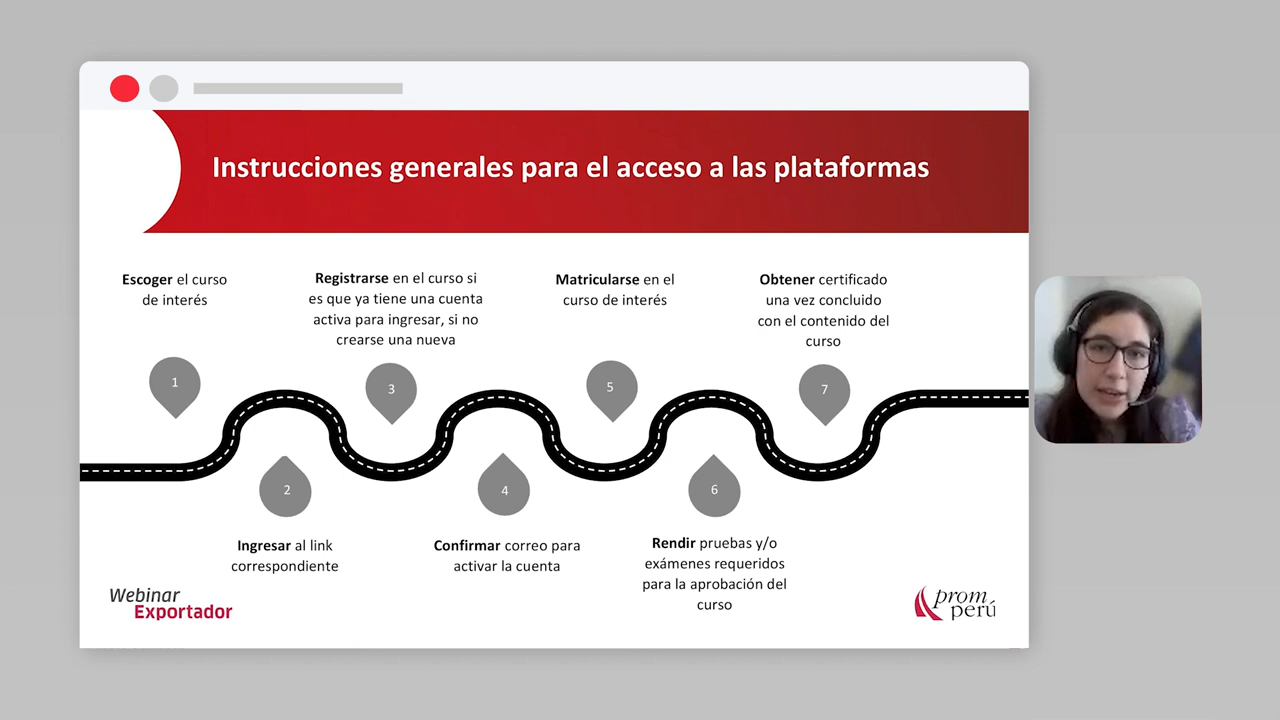 Instrucciones generales para el acceso a las plataformas
Escoger el curso
de interés
1
2
Ingresar al link
correspondiente
Registrarse en el curso si
es que ya tiene una cuenta
activa para ingresar, si no
crearse una nueva
3
4
Confirmar correo para
activar la cuenta
Matricularse en el
curso de interés
5
6
Rendir pruebas y/o
exámenes requeridos
para la aprobación del
curso
Obtener certificado
una vez concluido
con el contenido del
curso
7
Webinar
Exportador
prom
perú